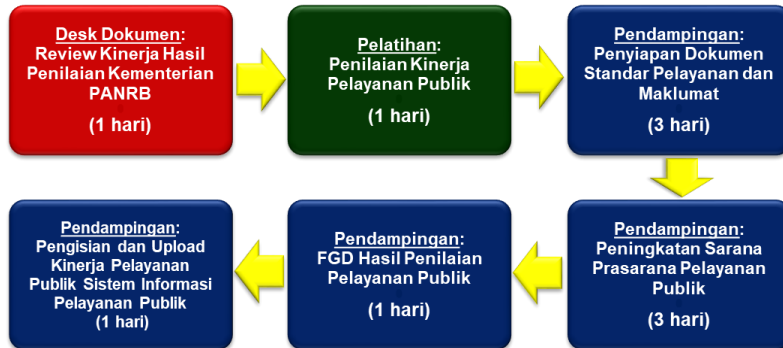 Desk Dokumen:
Review Kinerja Hasil
Penilaian Kementerian
PANRB
(1 hari)
Pelatihan:
Penilaian Kinerja
Pelayanan Publik
(1 hari)
Pendampingan:
Penyiapan Dokumen
Standar Pelayanan dan
Maklumat
(3 hari)
Pendampingan:
Peningkatan Sarana
Prasarana Pelayanan
Publik
(3 hari)
Pendampingan:
FGD Hasil Penilaian
Pelayanan Publik
(1 hari)
Pendampingan:
Pengisian dan Upload
Kinerja Pelayanan
Publik Sistem Informasi
Pelayanan Publik
(1 hari)